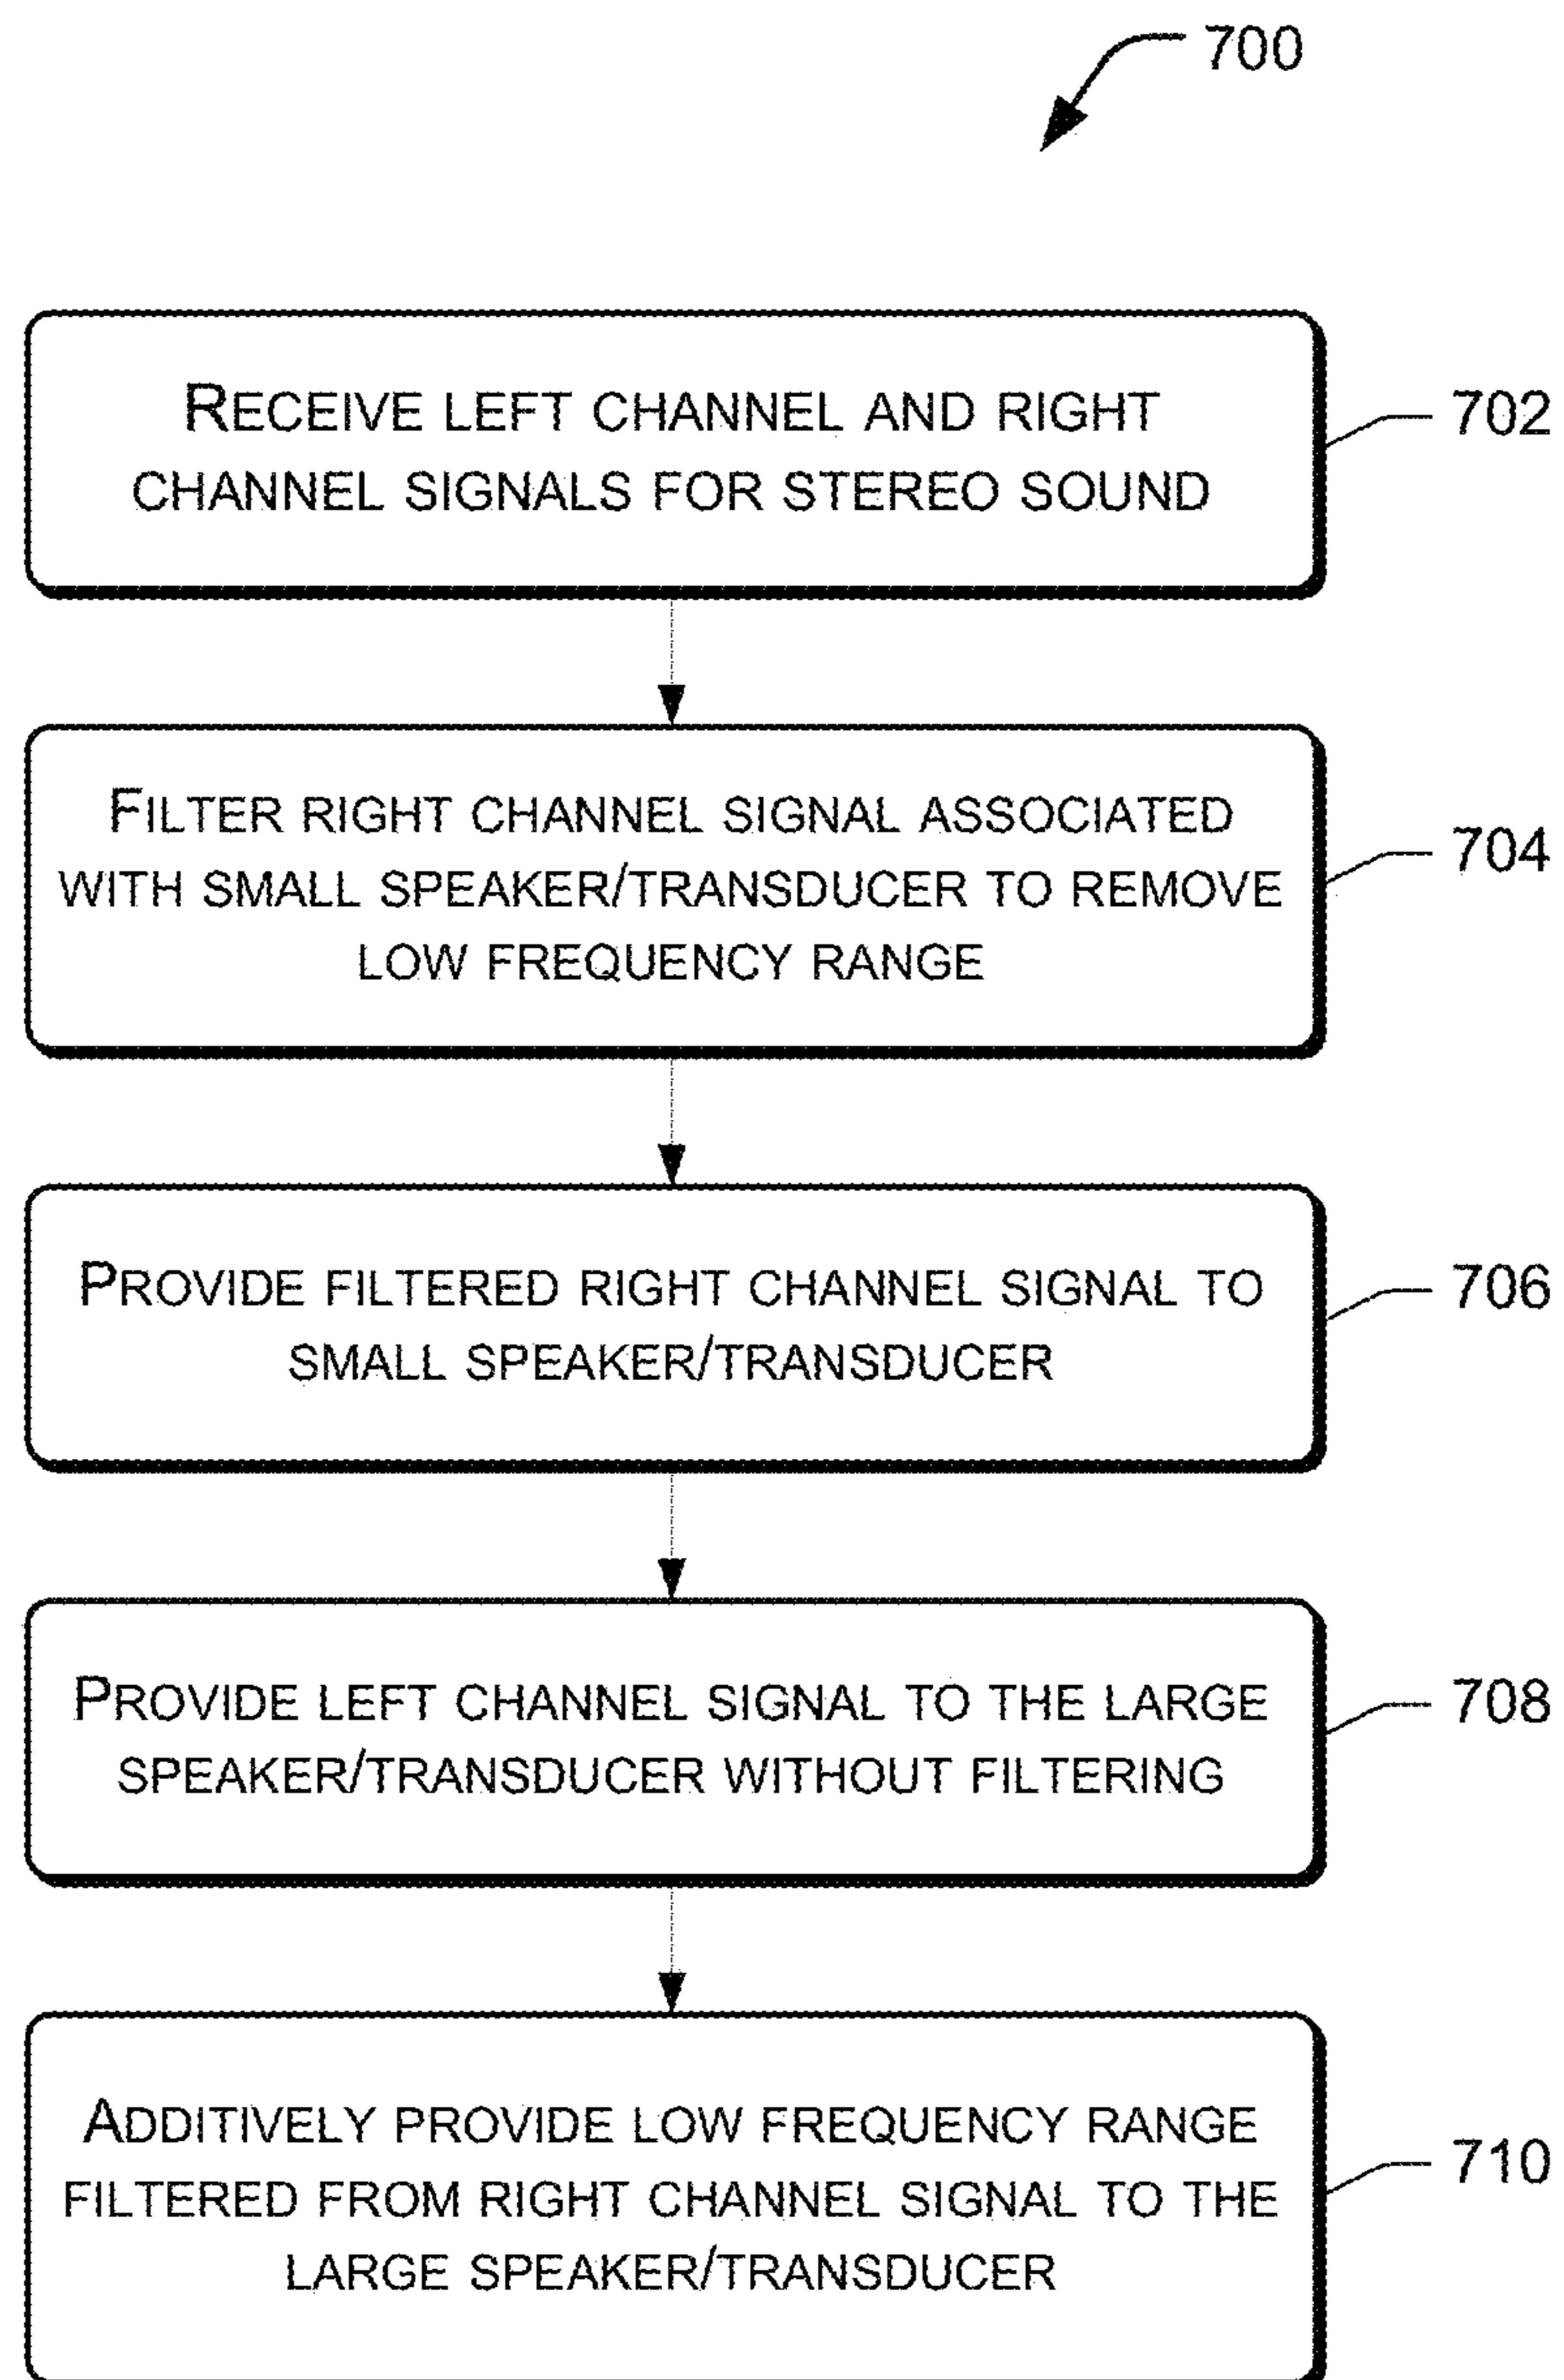 700
RECEIVE LEFT CHANNEL AND RIGHT
CHANNEL SIGNALS FOR STEREO SOUND
702
FILTER RIGHT CHANNEL SIGNAL ASSOCIATED
WITH SMALL SPEAKER/TRANSDUCER TO REMOVE
LOW FREQUENCY RANGE
704
PROVIDE FILTERED RIGHT CHANNEL SIGNAL TO
SMALL SPEAKER/TRANSDUCER
706
PROVIDE LEFT CHANNEL SIGNAL TO THE LARGE
SPEAKER/TRANSDUCER WITHOUT FILTERING
708
ADDITIVELY PROVIDE LOW FREQUENCY RANGE
FILTERED FROM RIGHT CHANNEL SIGNAL TO THE
LARGE SPEAKER/TRANSDUCER
710